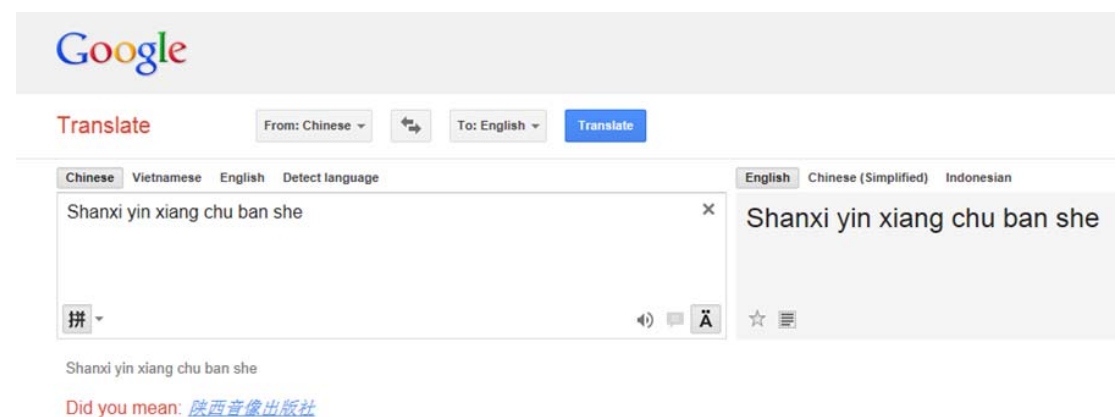 Google
Translate From: Chinese To: English Translate
Chinese Vietnamese English Detect language English Chinese (Simplified) Indonesian
Shanxi yin xiang chu ban she Shanxi yin xiang chu ban she
拼 Ä
Shanxi yin xiang chu ban she
Did you mean: 陕西音像出版社